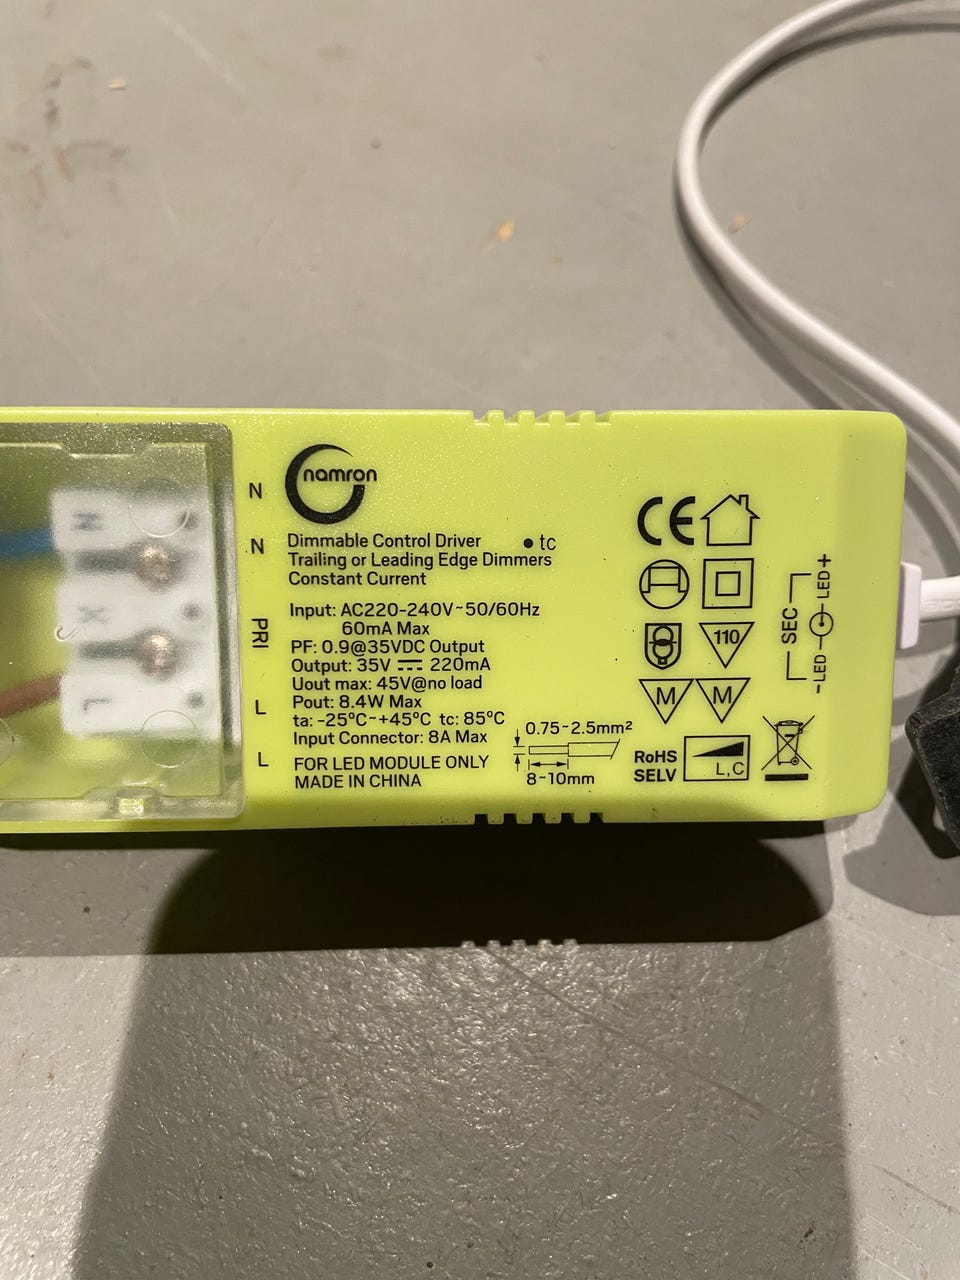 namron
Dimmable Control Driver
• tc
Trailing or Leading Edge Dimmers
Constant Current
Input: AC220-240V~50/60Hz
60mA Max
PF: 0.9@35VDC Output
Output: 35V ⎓ 220mA
Uout max: 45V@no load
Pout: 8.4W Max
ta: -25°C~+45°C tc: 85°C
Input Connector: 8A Max
FOR LED MODULE ONLY
MADE IN CHINA
0.75~2.5mm²
8~10mm
N
N
PRI
L
L
N
X
L
CE
110
M
M
RoHS
SELV
L,C
SEC
LED+
-LED